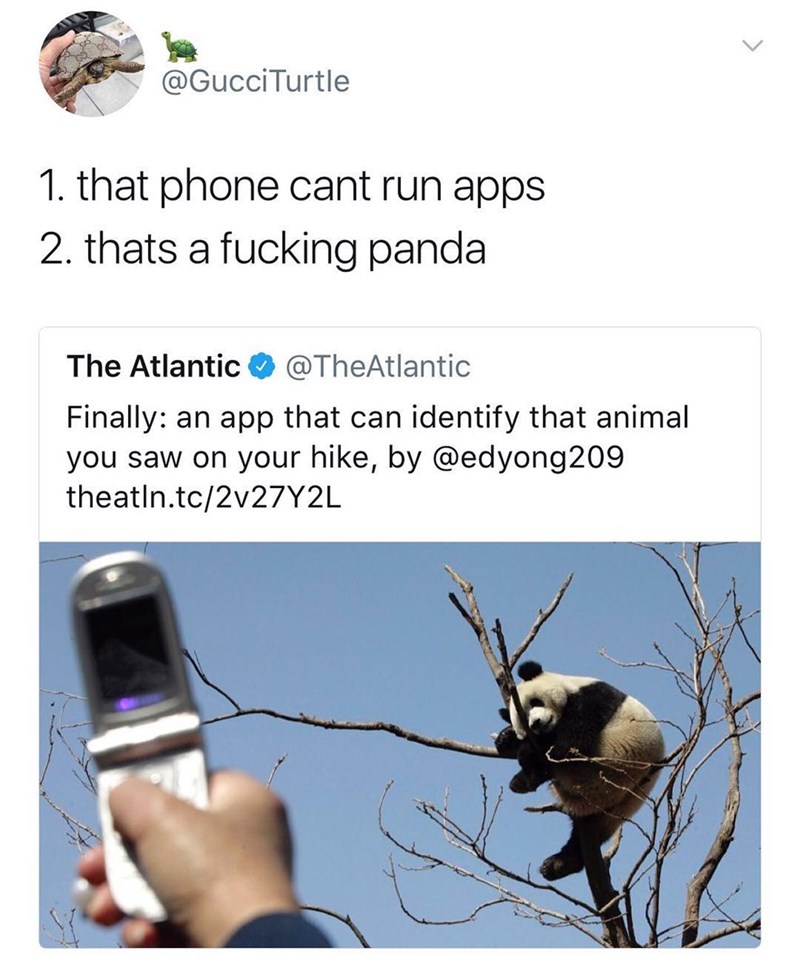 @GucciTurtle
1. that phone cant run apps
2. thats a fucking panda
The Atlantic @TheAtlantic
Finally: an app that can identify that animal
you saw on your hike, by @edyong209
theatln.tc/2v27Y2L